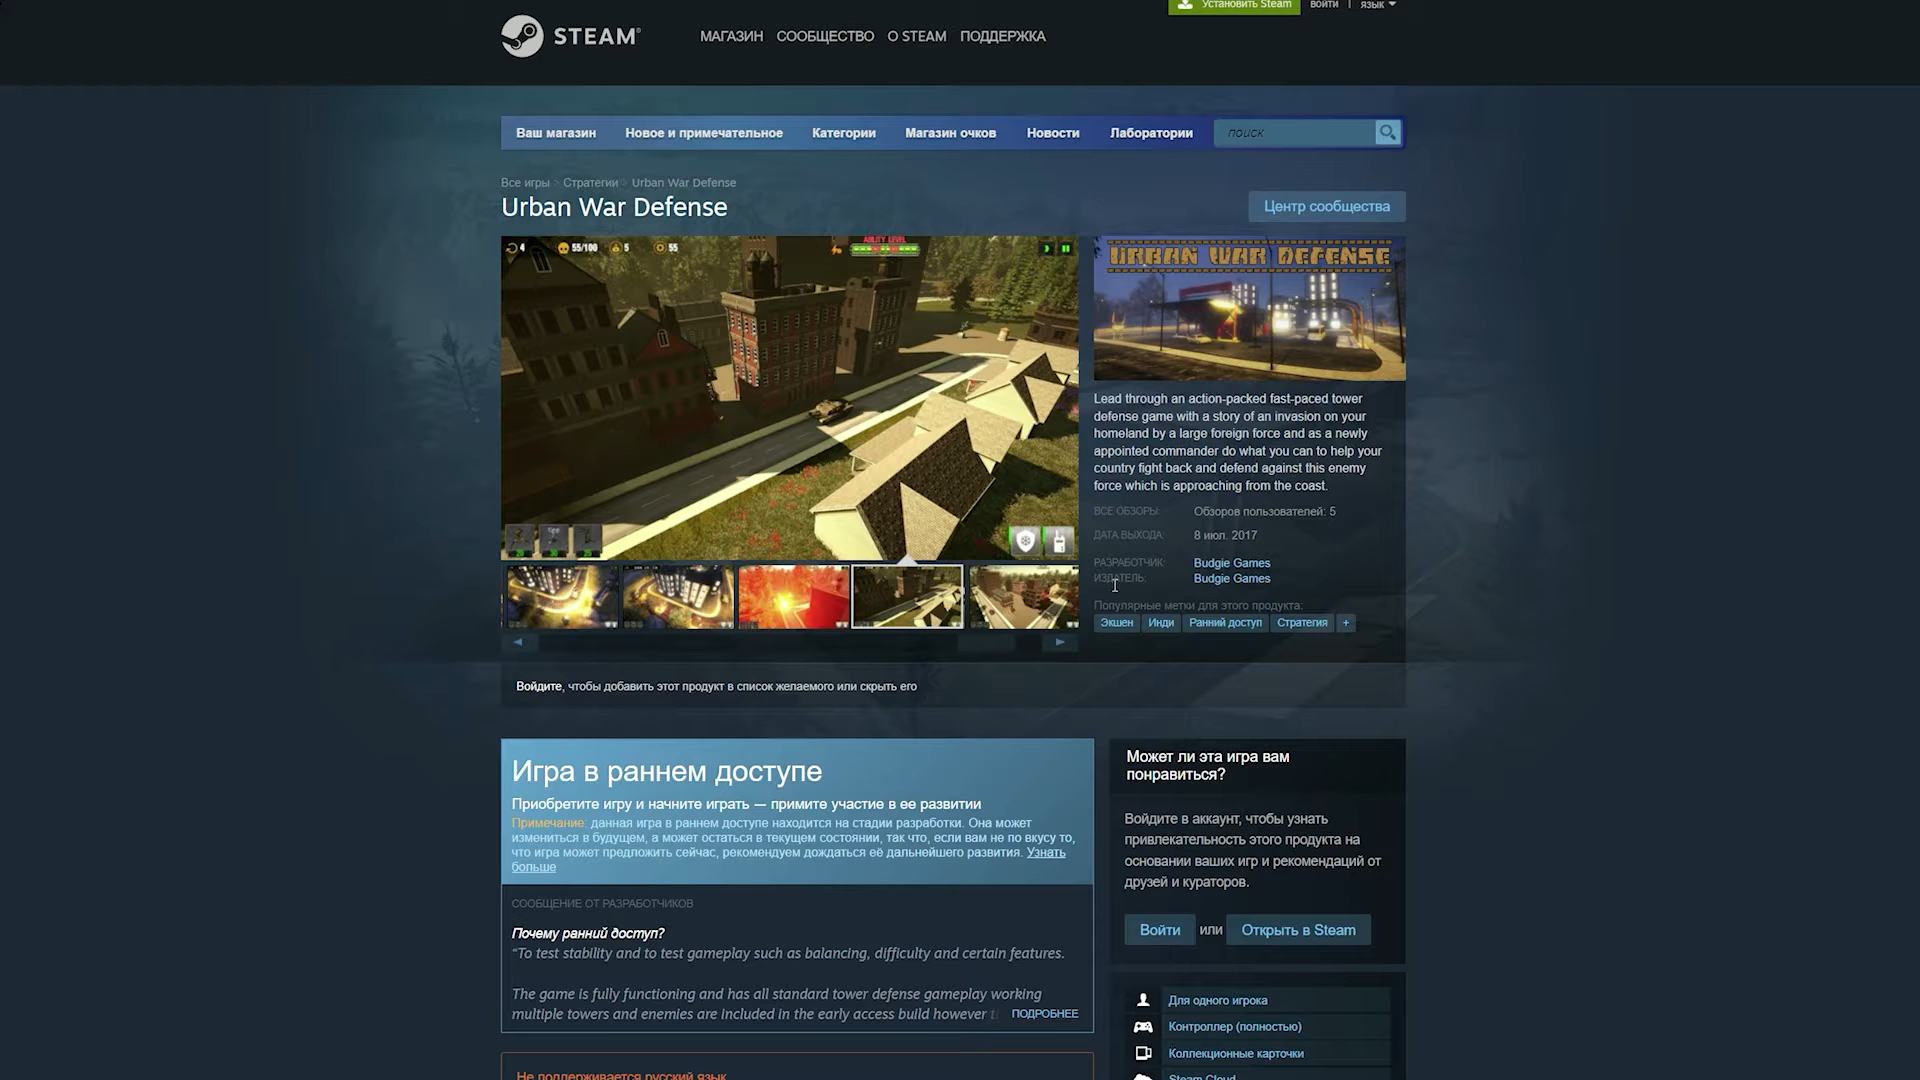 Установить Steam
войти | язык
STEAM®
МАГАЗИН СООБЩЕСТВО О STEAM ПОДДЕРЖКА
Ваш магазин Новое и примечательное Категории Магазин очков Новости Лаборатории
поиск
Все игры > Стратегии > Urban War Defense
Urban War Defense
Центр сообщества
4 55/100 5 55
ABILITY LEVEL
URBAN WAR DEFENSE
Lead through an action-packed fast-paced tower
defense game with a story of an invasion on your
homeland by a large foreign force and as a newly
appointed commander do what you can to help your
country fight back and defend against this enemy
force which is approaching from the coast.
ВСЕ ОБЗОРЫ: Обзоров пользователей: 5
ДАТА ВЫХОДА: 8 июл. 2017
РАЗРАБОТЧИК: Budgie Games
ИЗДАТЕЛЬ: Budgie Games
Популярные метки для этого продукта:
Экшен Инди Ранний доступ Стратегия +
Войдите, чтобы добавить этот продукт в список желаемого или скрыть его
Игра в раннем доступе
Приобретите игру и начните играть — примите участие в ее развитии
Примечание: данная игра в раннем доступе находится на стадии разработки. Она может
измениться в будущем, а может остаться в текущем состоянии, так что, если вам не по вкусу то,
что игра может предложить сейчас, рекомендуем дождаться её дальнейшего развития. Узнать
больше
СООБЩЕНИЕ ОТ РАЗРАБОТЧИКОВ
Почему ранний доступ?
“To test stability and to test gameplay such as balancing, difficulty and certain features.
The game is fully functioning and has all standard tower defense gameplay working
multiple towers and enemies are included in the early access build however t
ПОДРОБНЕЕ
Не поддерживается русский язык
Может ли эта игра вам
понравиться?
Войдите в аккаунт, чтобы узнать
привлекательность этого продукта на
основании ваших игр и рекомендаций от
друзей и кураторов.
Войти или Открыть в Steam
Для одного игрока
Контроллер (полностью)
Коллекционные карточки
Steam Cloud